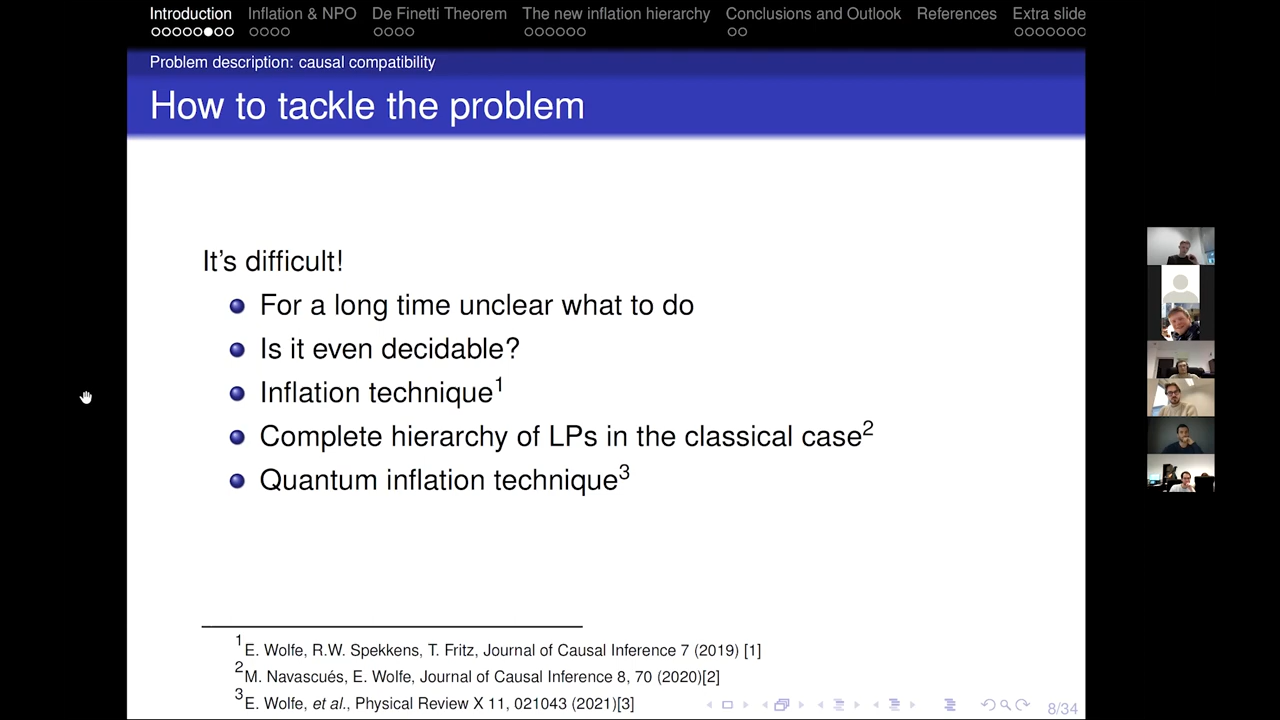 Introduction Inflation & NPO De Finetti Theorem The new inflation hierarchy Conclusions and Outlook References Extra slide
Problem description: causal compatibility
How to tackle the problem
It's difficult!
For a long time unclear what to do
Is it even decidable?
Inflation technique1
Complete hierarchy of LPs in the classical case2
Quantum inflation technique3
1E. Wolfe, R.W. Spekkens, T. Fritz, Journal of Causal Inference 7 (2019) [1]
2M. Navascués, E. Wolfe, Journal of Causal Inference 8, 70 (2020)[2]
3E. Wolfe, et al., Physical Review X 11, 021043 (2021)[3]
8/34